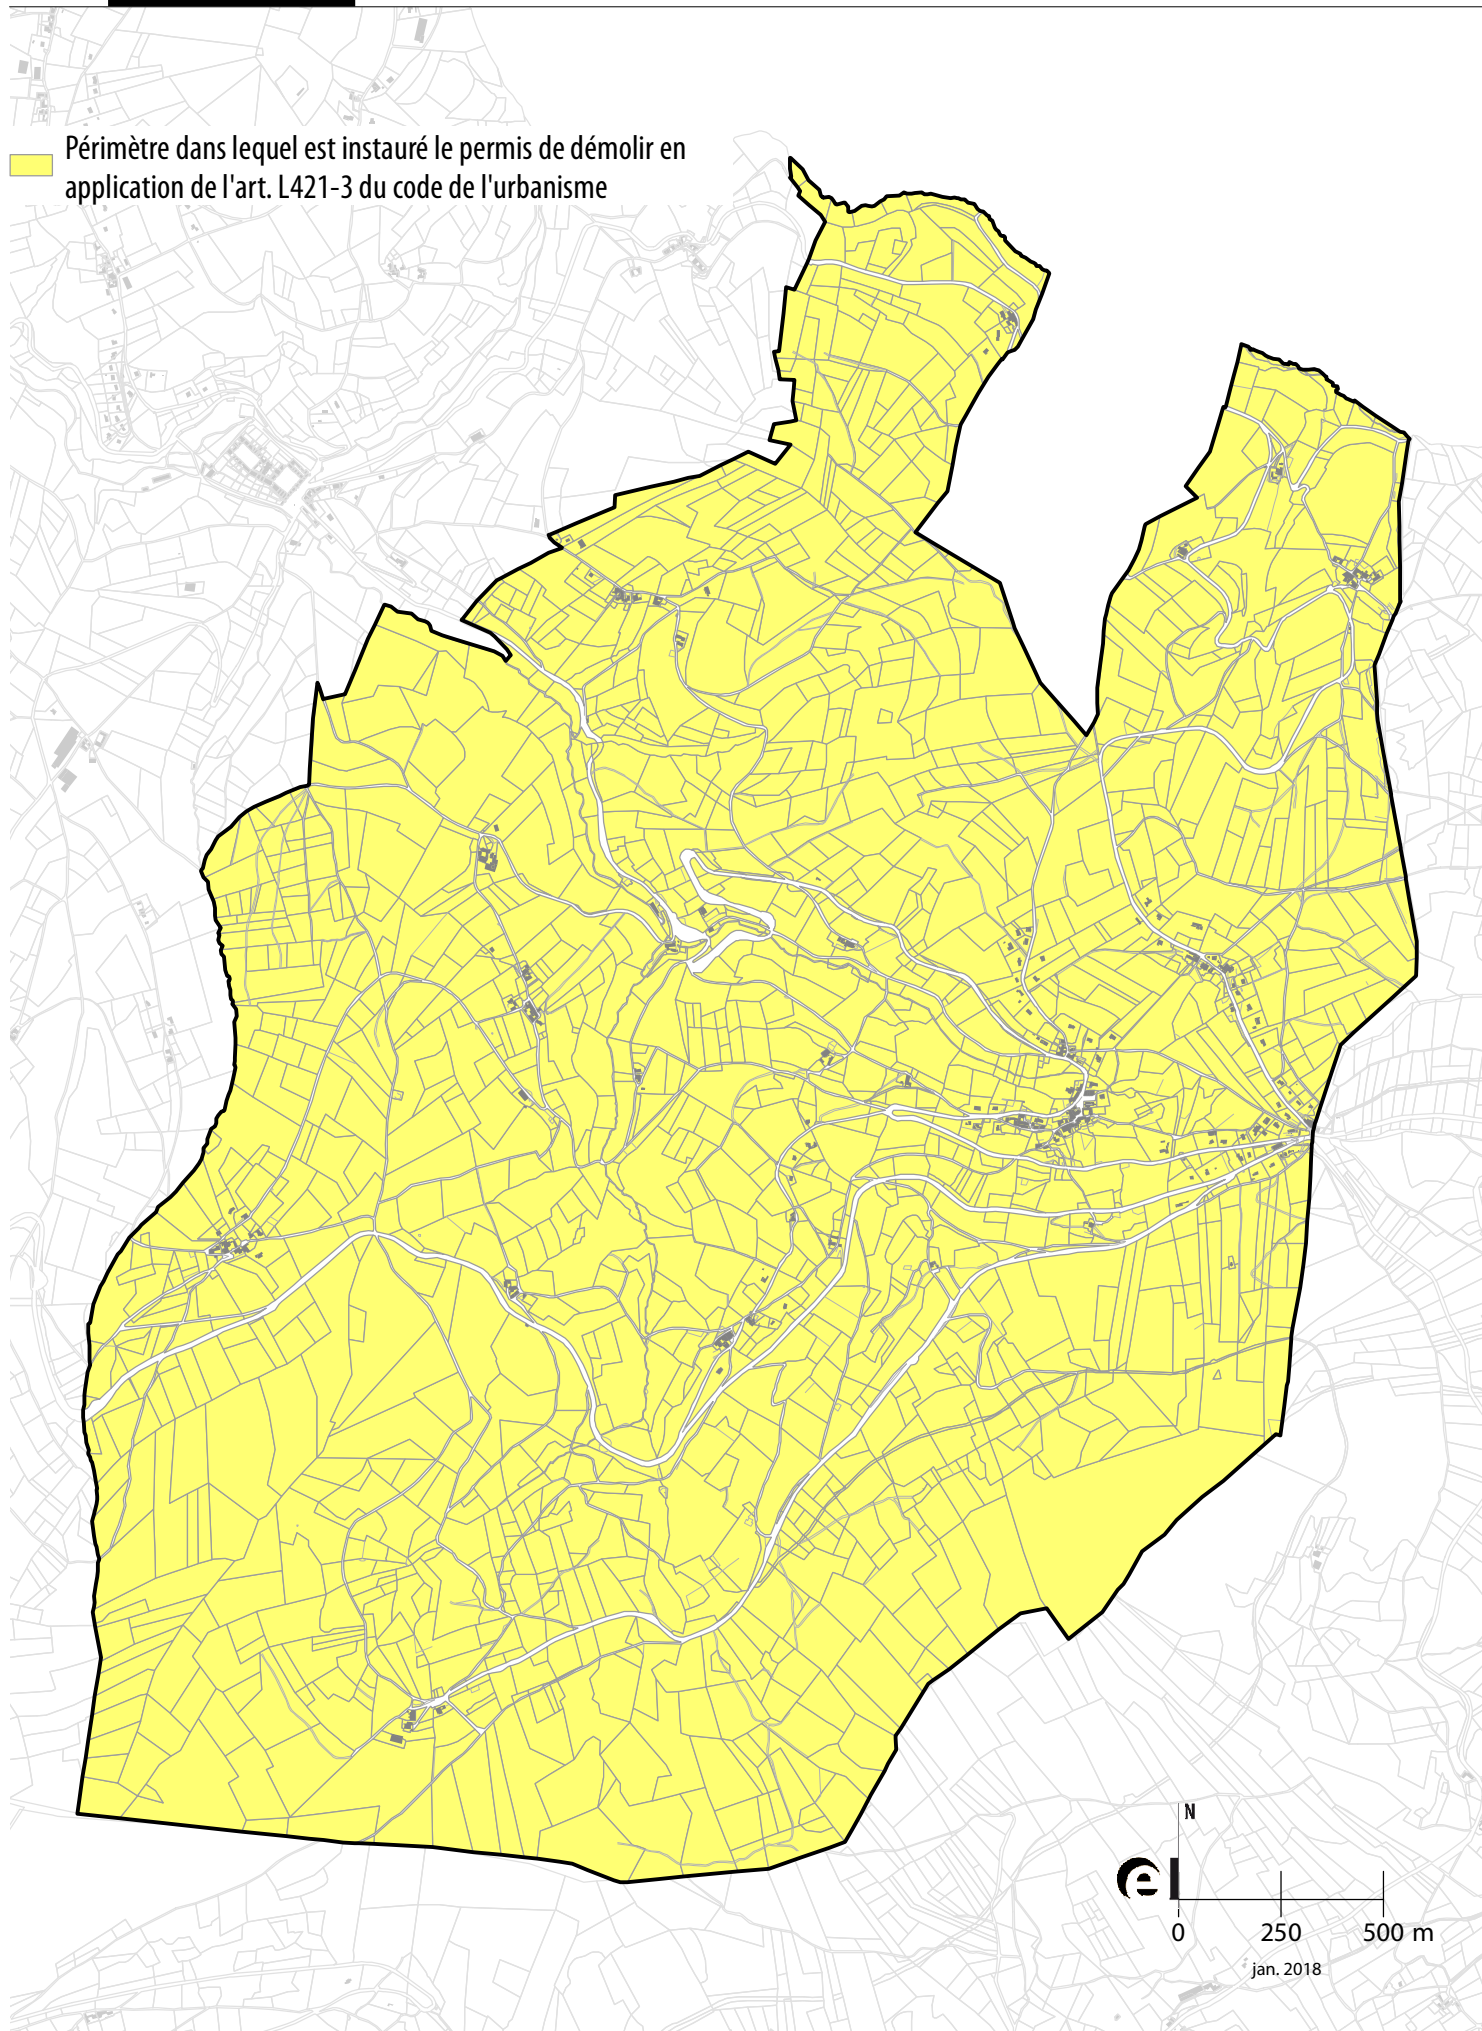 Périmètre dans lequel est instauré le permis de démolir en
application de l'art. L421-3 du code de l'urbanisme
N
e
0 250 500 m
jan. 2018